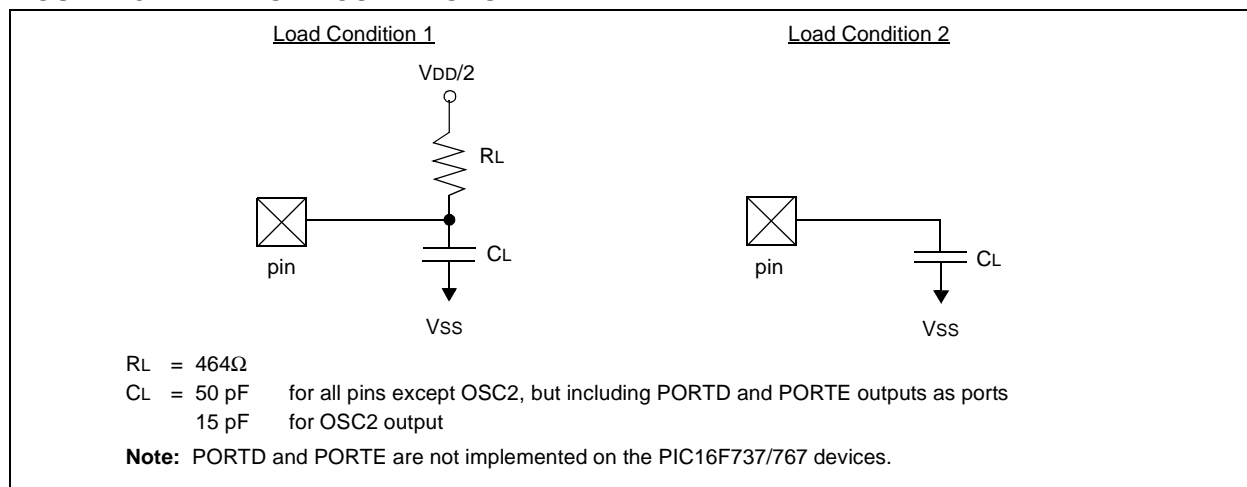 Load Condition 1
Load Condition 2
VDD/2
RL
pin
CL
VSS
pin
CL
VSS
RL = 464Ω
CL = 50 pF for all pins except OSC2, but including PORTD and PORTE outputs as ports
15 pF for OSC2 output
Note: PORTD and PORTE are not implemented on the PIC16F737/767 devices.